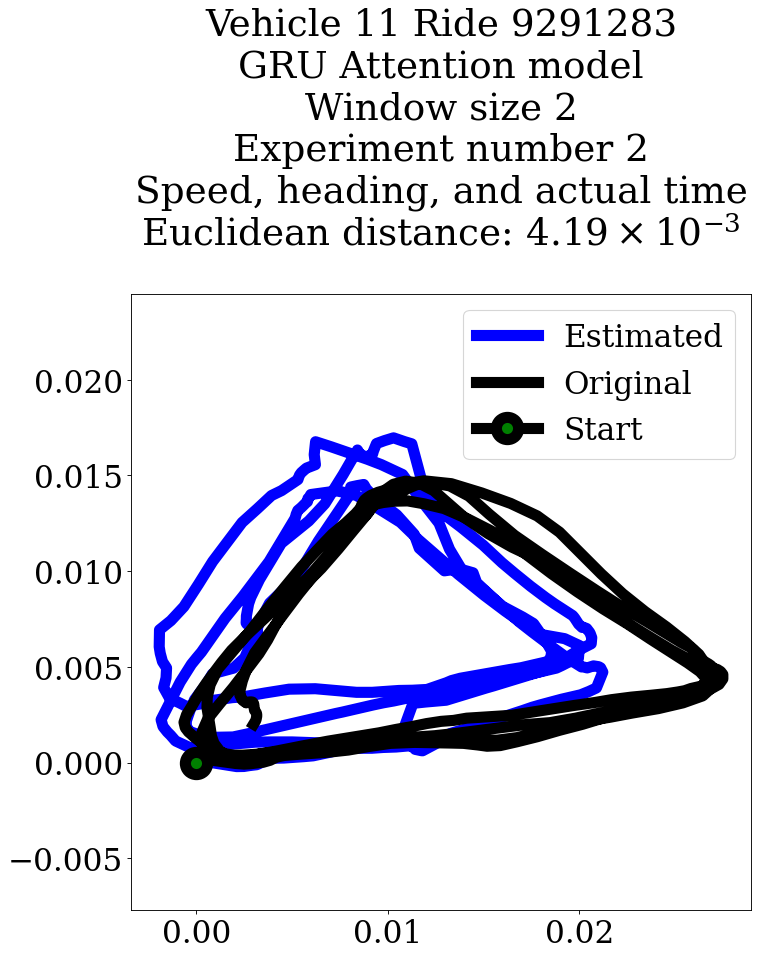 Vehicle 11 Ride 9291283
GRU Attention model
Window size 2
Experiment number 2
Speed, heading, and actual time
Euclidean distance: 4.19 × 10⁻³
Estimated
Original
Start
0.020
0.015
0.010
0.005
0.000
−0.005
0.00 0.01 0.02